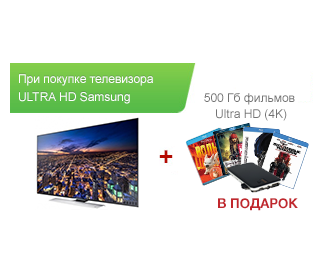 При покупке телевизора
ULTRA HD Samsung
500 Гб фильмов
Ultra HD (4K)
+
В ПОДАРОК